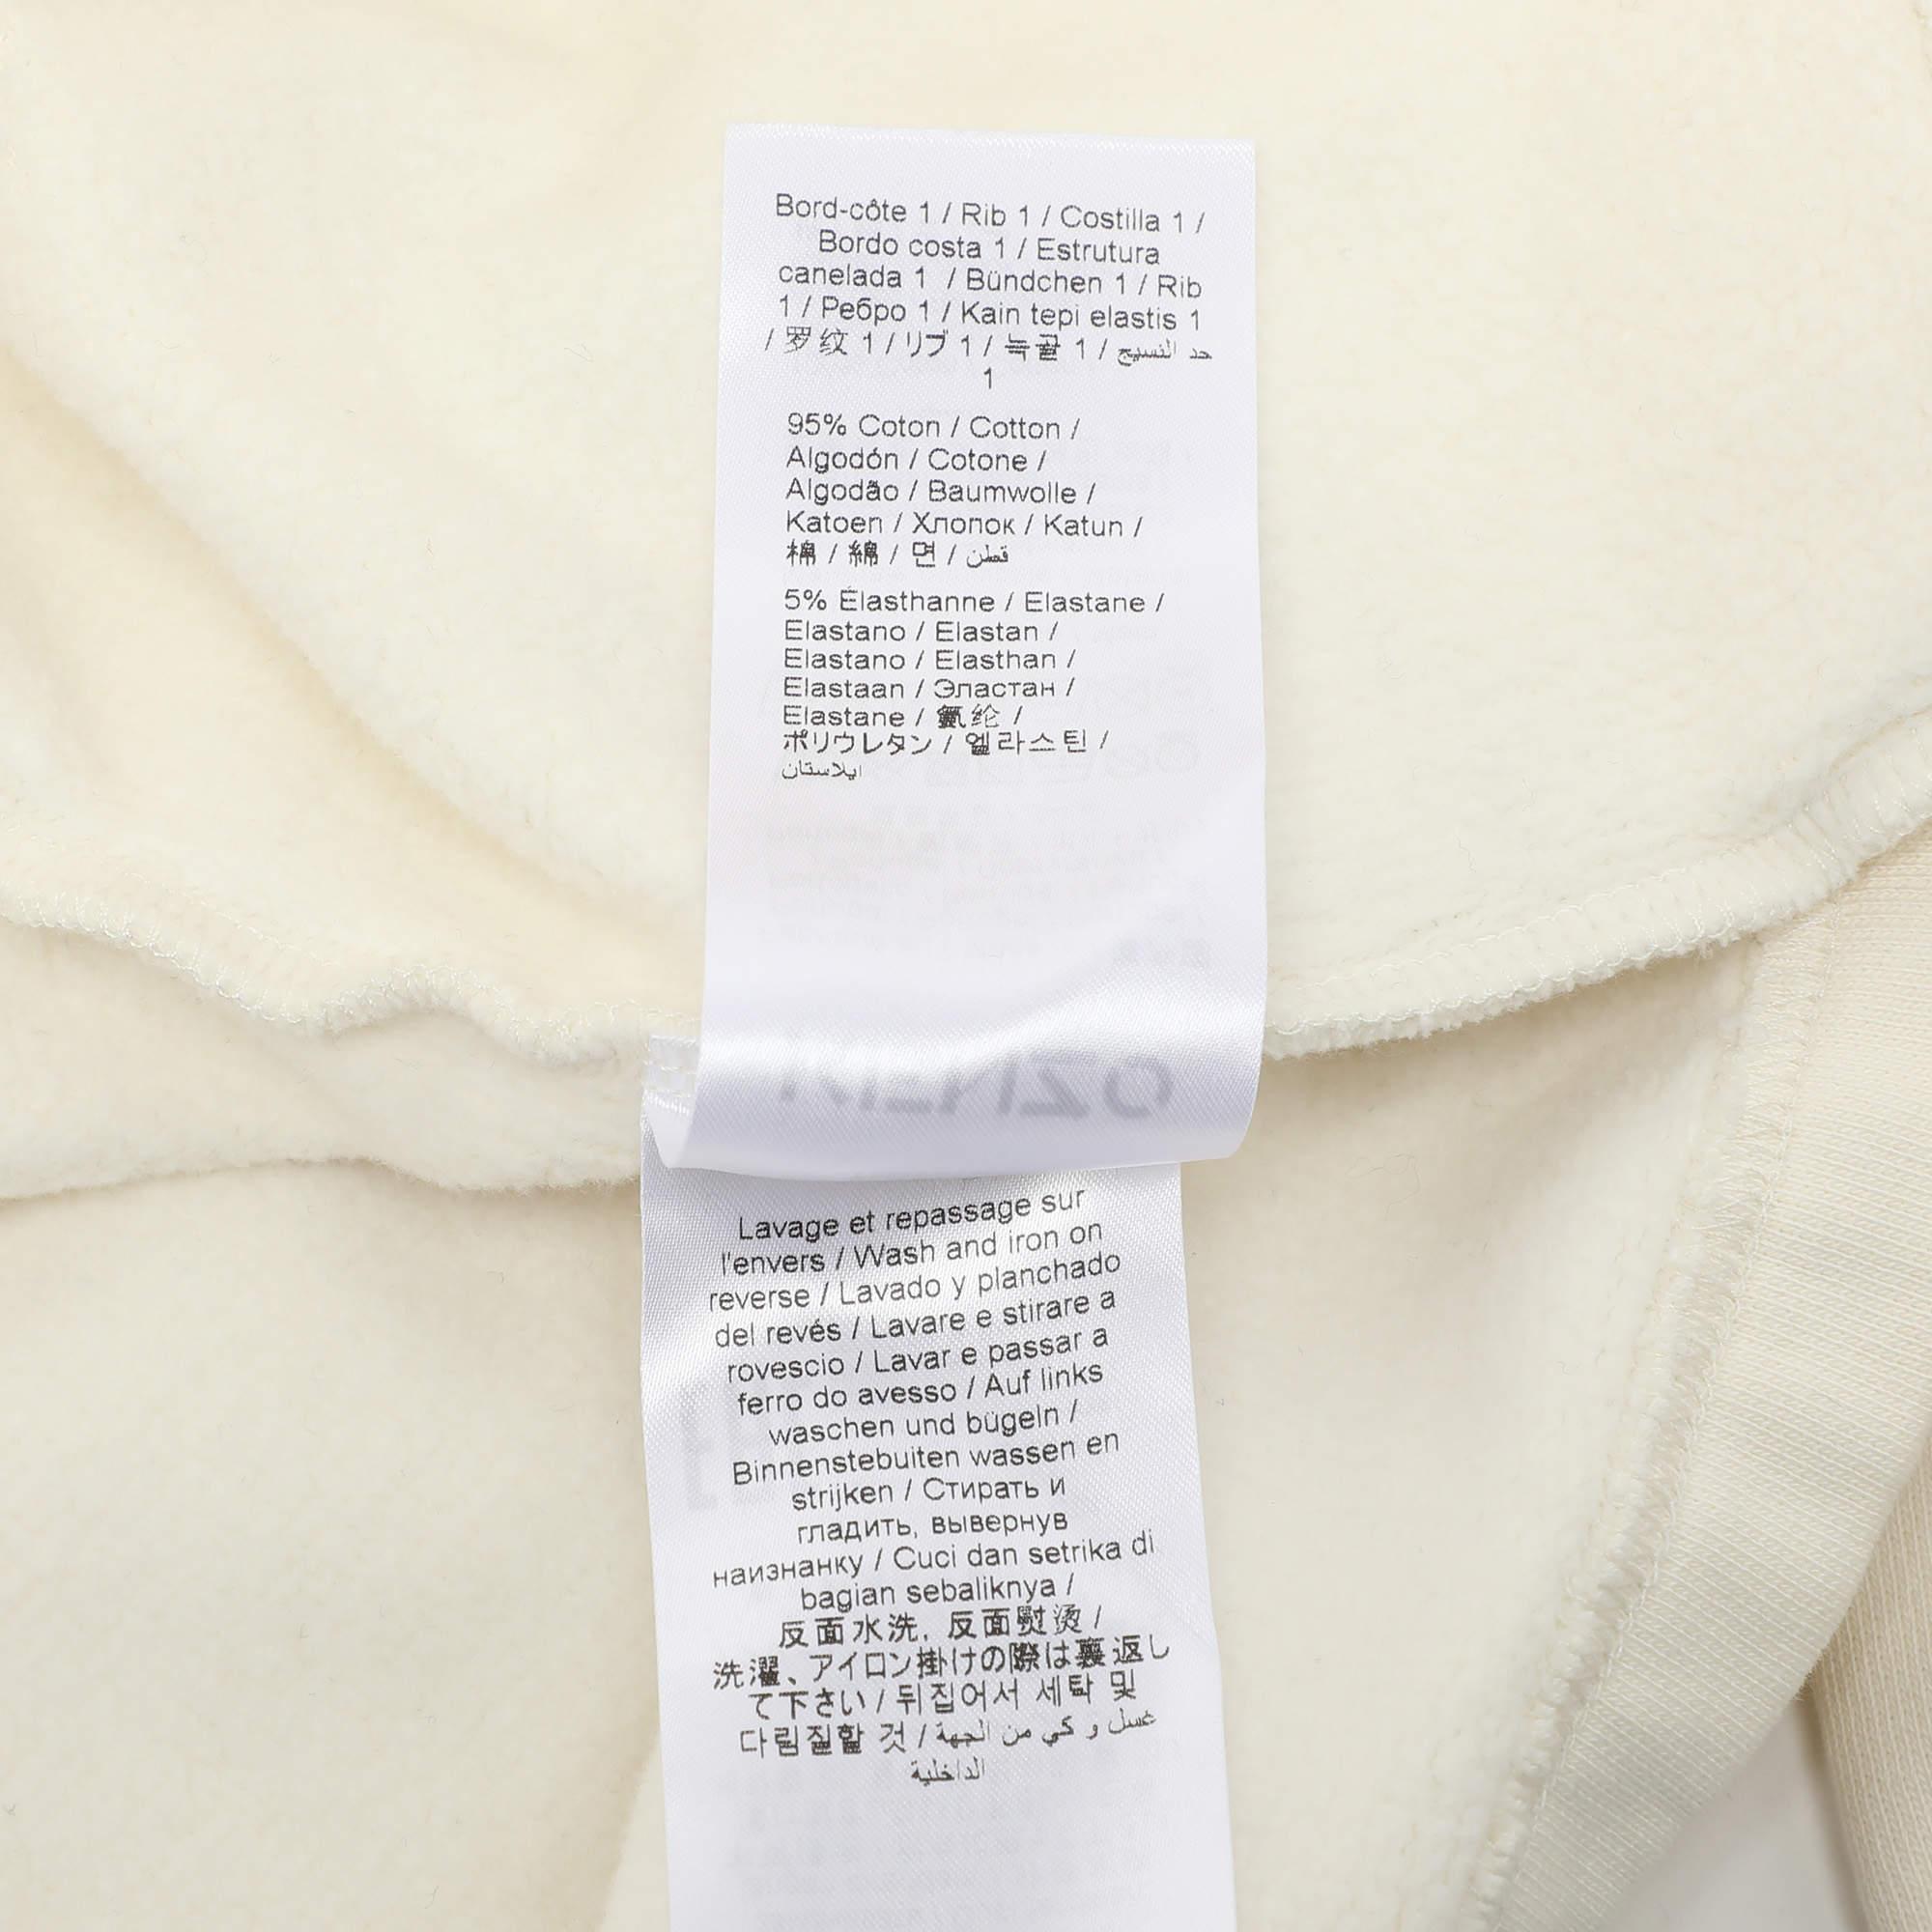 Bord-côte 1 / Rib 1 / Costilla 1 /
Bordo costa 1 / Estrutura
canelada 1 / Bündchen 1 / Rib
1 / Ребро 1 / Kain tepi elastis 1
/ 罗纹 1 / リブ 1 / 늑골 1 / حد النسيج
1
95% Coton / Cotton /
Algodón / Cotone /
Algodão / Baumwolle /
Katoen / Хлопок / Katun /
棉 / 綿 / 면 / قطن
5% Élasthanne / Elastane /
Elastano / Elastan /
Elastano / Elasthan /
Elastaan / Эластан /
Elastane / 氨纶 /
ポリウレタン / 엘라스틴 /
ايلاستان
Lavage et repassage sur
l'envers / Wash and iron on
reverse / Lavado y planchado
del revés / Lavare e stirare a
rovescio / Lavar e passar a
ferro do avesso / Auf links
waschen und bügeln /
Binnenstebuiten wassen en
strijken / Стирать и
гладить, вывернув
наизнанку / Cuci dan setrika di
bagian sebaliknya /
反面水洗, 反面熨烫 /
洗濯、アイロン掛けの際は裏返し
て下さい / 뒤집어서 세탁 및
다림질할 것 / غسل و كي من الجهة
الداخلية